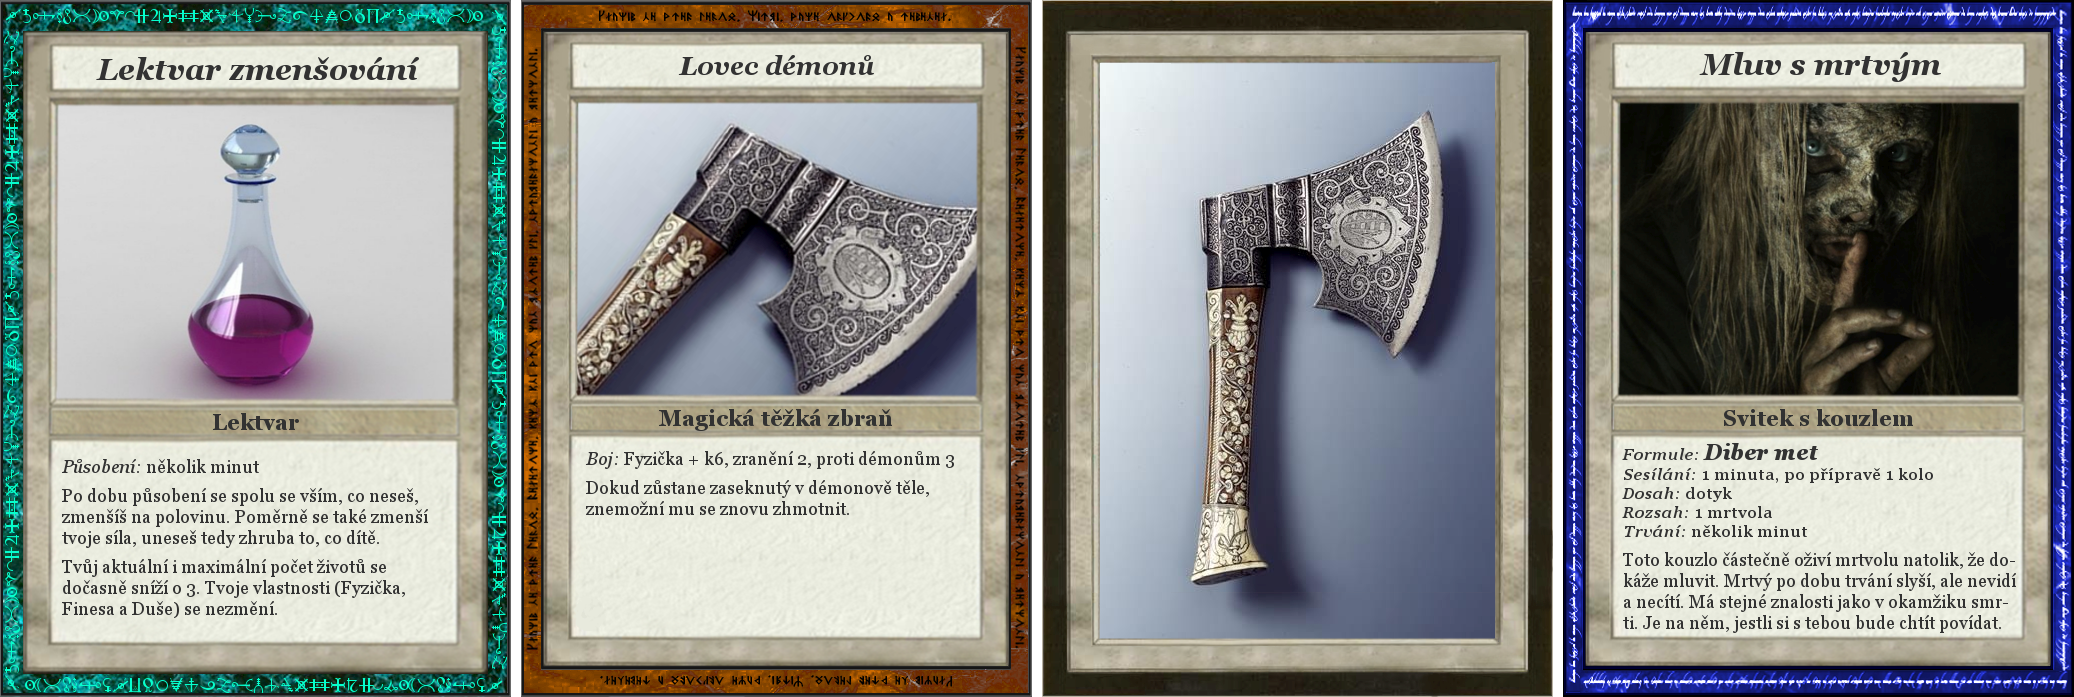 Lektvar zmenšování
Lektvar
Působení: několik minut
Po dobu působení se spolu se vším, co neseš,
zmenšíš na polovinu. Poměrně se také zmenší
tvoje síla, uneseš tedy zhruba to, co dítě.
Tvůj aktuální i maximální počet životů se
dočasně sníží o 3. Tvoje vlastnosti (Fyzička,
Finesa a Duše) se nezmění.
Lovec démonů
Magická těžká zbraň
Boj: Fyzička + k6, zranění 2, proti démonům 3
Dokud zůstane zaseknutý v démonově těle,
znemožní mu se znovu zhmotnit.
Mluv s mrtvým
Svitek s kouzlem
Formule: Diber met
Sesílání: 1 minuta, po přípravě 1 kolo
Dosah: dotyk
Rozsah: 1 mrtvola
Trvání: několik minut
Toto kouzlo částečně oživí mrtvolu natolik, že do-
káže mluvit. Mrtvý po dobu trvání slyší, ale nevidí
a necítí. Má stejné znalosti jako v okamžiku smr-
ti. Je na něm, jestli si s tebou bude chtít povídat.